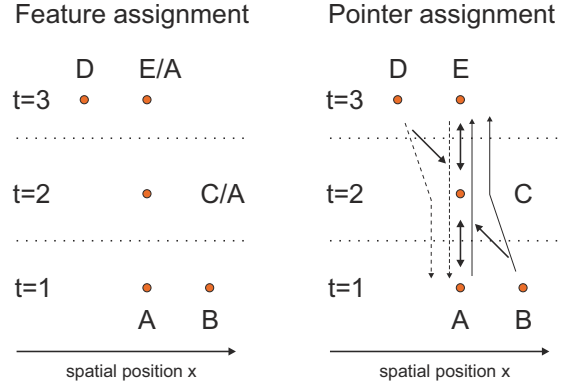 Feature assignment
D E/A
t=3
t=2 C/A
t=1
A B
spatial position x
Pointer assignment
D E
t=3
t=2 C
t=1
A B
spatial position x